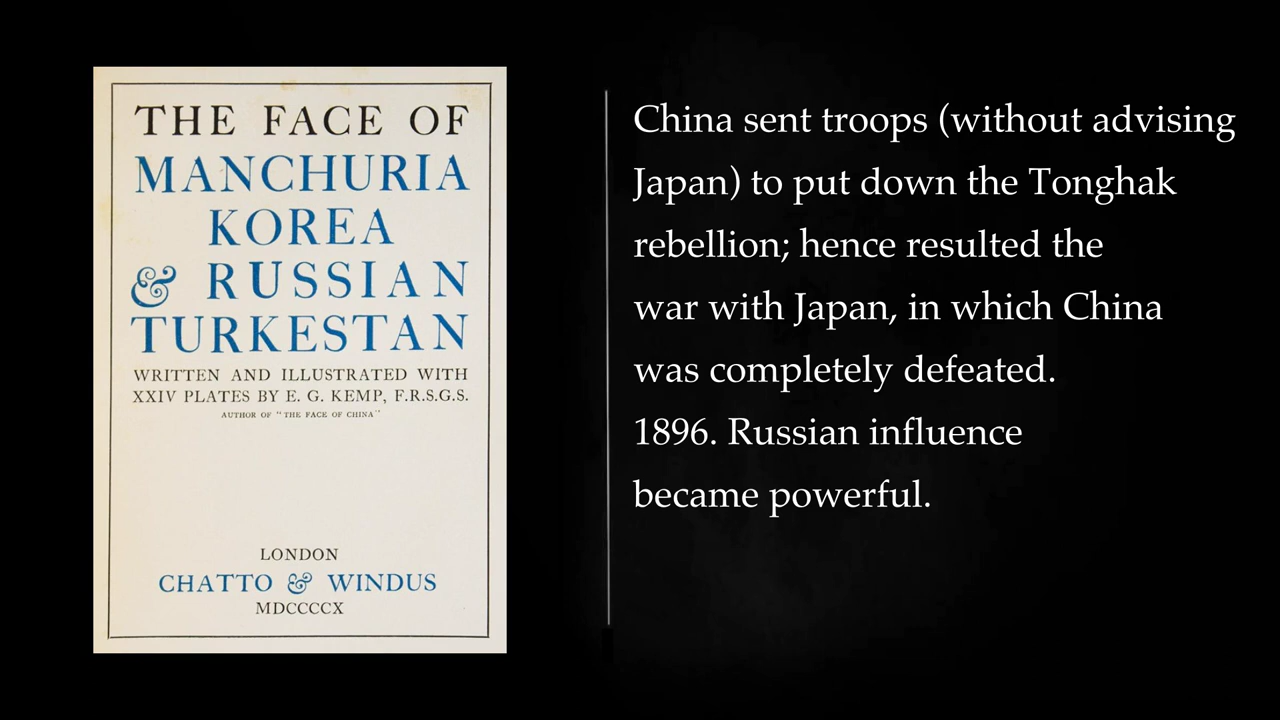 THE FACE OF
MANCHURIA
KOREA
& RUSSIAN
TURKESTAN
WRITTEN AND ILLUSTRATED WITH
XXIV PLATES BY E. G. KEMP, F.R.S.G.S.
AUTHOR OF "THE FACE OF CHINA"
LONDON
CHATTO & WINDUS
MDCCCCX
China sent troops (without advising
Japan) to put down the Tonghak
rebellion; hence resulted the
war with Japan, in which China
was completely defeated.
1896. Russian influence
became powerful.